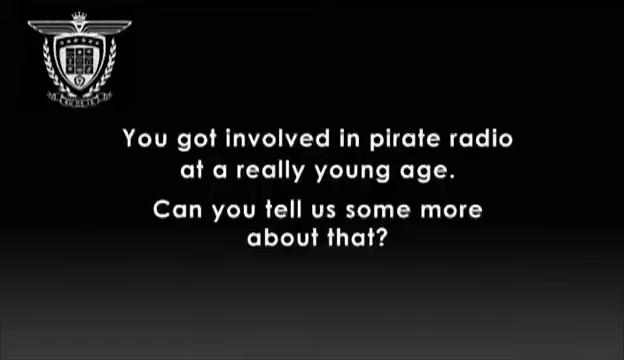 You got involved in pirate radio
at a really young age.
Can you tell us some more
about that?